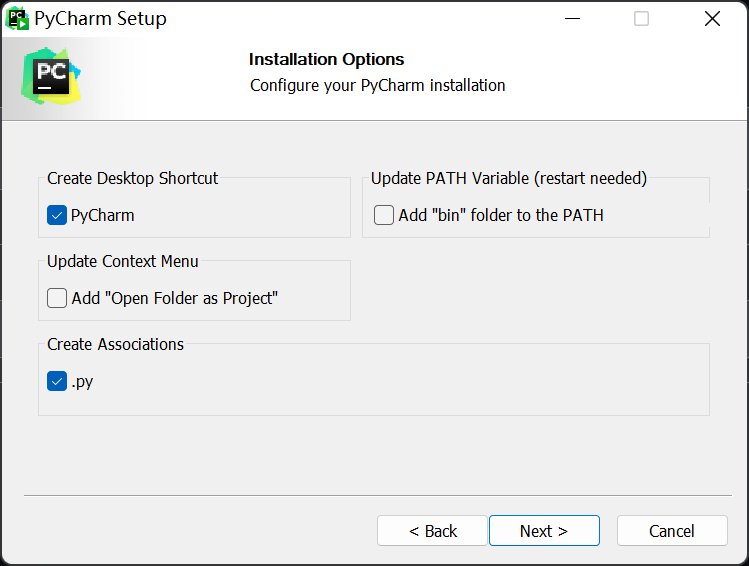 PyCharm Setup
PC
Installation Options
Configure your PyCharm installation
Create Desktop Shortcut
PyCharm
Update PATH Variable (restart needed)
Add "bin" folder to the PATH
Update Context Menu
Add "Open Folder as Project"
Create Associations
.py
< Back
Next >
Cancel